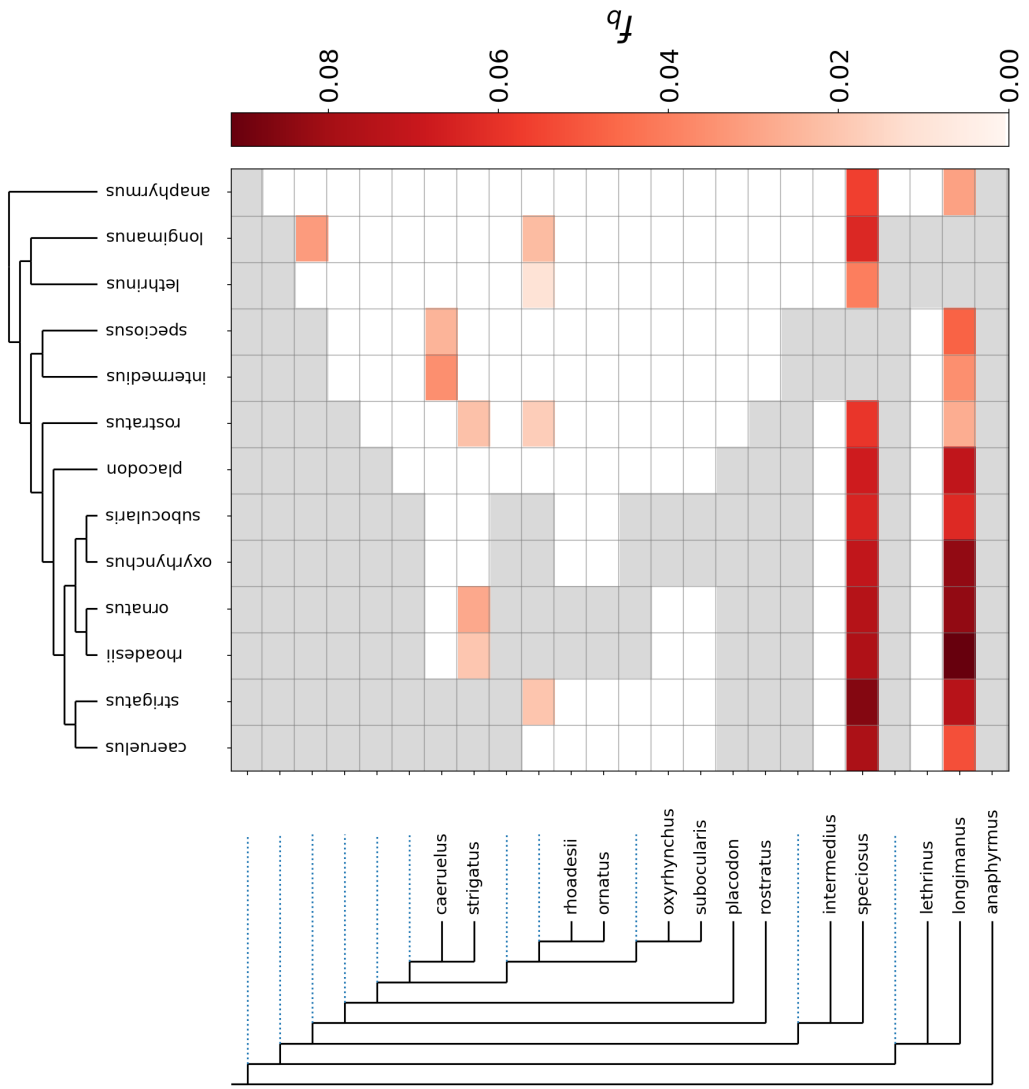 f_b
0.08
0.06
0.04
0.02
0.00
anaphyrmus
longimanus
lethrinus
speciosus
intermedius
rostratus
placodon
subocularis
oxyrhynchus
ornatus
rhoadesii
strigatus
caeruelus
caeruelus
strigatus
rhoadesii
ornatus
oxyrhynchus
subocularis
placodon
rostratus
intermedius
speciosus
lethrinus
longimanus
anaphyrmus